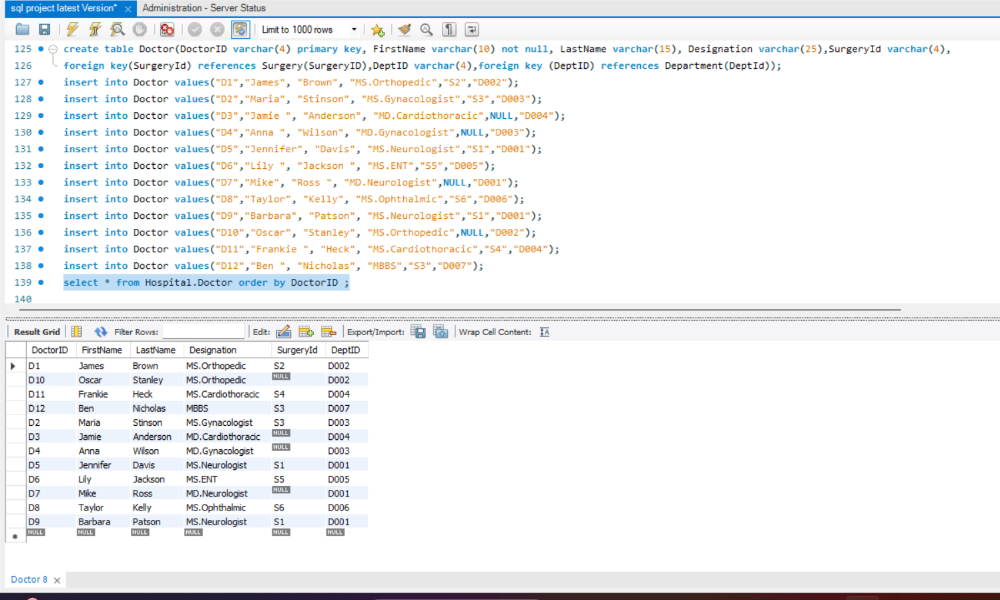 sql project latest Version* × Administration - Server Status
Limit to 1000 rows
125 create table Doctor(DoctorID varchar(4) primary key, FirstName varchar(10) not null, LastName varchar(15), Designation varchar(25),SurgeryId varchar(4),
126 foreign key(SurgeryId) references Surgery(SurgeryID),DeptID varchar(4),foreign key (DeptID) references Department(DeptId));
127 insert into Doctor values("D1","James", "Brown", "MS.Orthopedic","S2","D002");
128 insert into Doctor values("D2","Maria", "Stinson", "MS.Gynacologist","S3","D003");
129 insert into Doctor values("D3","Jamie ", "Anderson", "MD.Cardiothoracic",NULL,"D004");
130 insert into Doctor values("D4","Anna ", "Wilson", "MD.Gynacologist",NULL,"D003");
131 insert into Doctor values("D5","Jennifer", "Davis", "MS.Neurologist","S1","D001");
132 insert into Doctor values("D6","Lily ", "Jackson ", "MS.ENT","S5","D005");
133 insert into Doctor values("D7","Mike", "Ross ", "MD.Neurologist",NULL,"D001");
134 insert into Doctor values("D8","Taylor", "Kelly", "MS.Ophthalmic","S6","D006");
135 insert into Doctor values("D9","Barbara", "Patson", "MS.Neurologist","S1","D001");
136 insert into Doctor values("D10","Oscar", "Stanley", "MS.Orthopedic",NULL,"D002");
137 insert into Doctor values("D11","Frankie ", "Heck", "MS.Cardiothoracic","S4","D004");
138 insert into Doctor values("D12","Ben ", "Nicholas", "MBBS","S3","D007");
139 select * from Hospital.Doctor order by DoctorID ;
140
Result Grid Filter Rows: Edit: Export/Import: Wrap Cell Content: IA
DoctorID FirstName LastName Designation SurgeryId DeptID
D1 James Brown MS.Orthopedic S2 D002
D10 Oscar Stanley MS.Orthopedic NULL D002
D11 Frankie Heck MS.Cardiothoracic S4 D004
D12 Ben Nicholas MBBS S3 D007
D2 Maria Stinson MS.Gynacologist S3 D003
D3 Jamie Anderson MD.Cardiothoracic NULL D004
D4 Anna Wilson MD.Gynacologist NULL D003
D5 Jennifer Davis MS.Neurologist S1 D001
D6 Lily Jackson MS.ENT S5 D005
D7 Mike Ross MD.Neurologist NULL D001
D8 Taylor Kelly MS.Ophthalmic S6 D006
D9 Barbara Patson MS.Neurologist S1 D001
NULL NULL NULL NULL NULL NULL
Doctor 8 ×